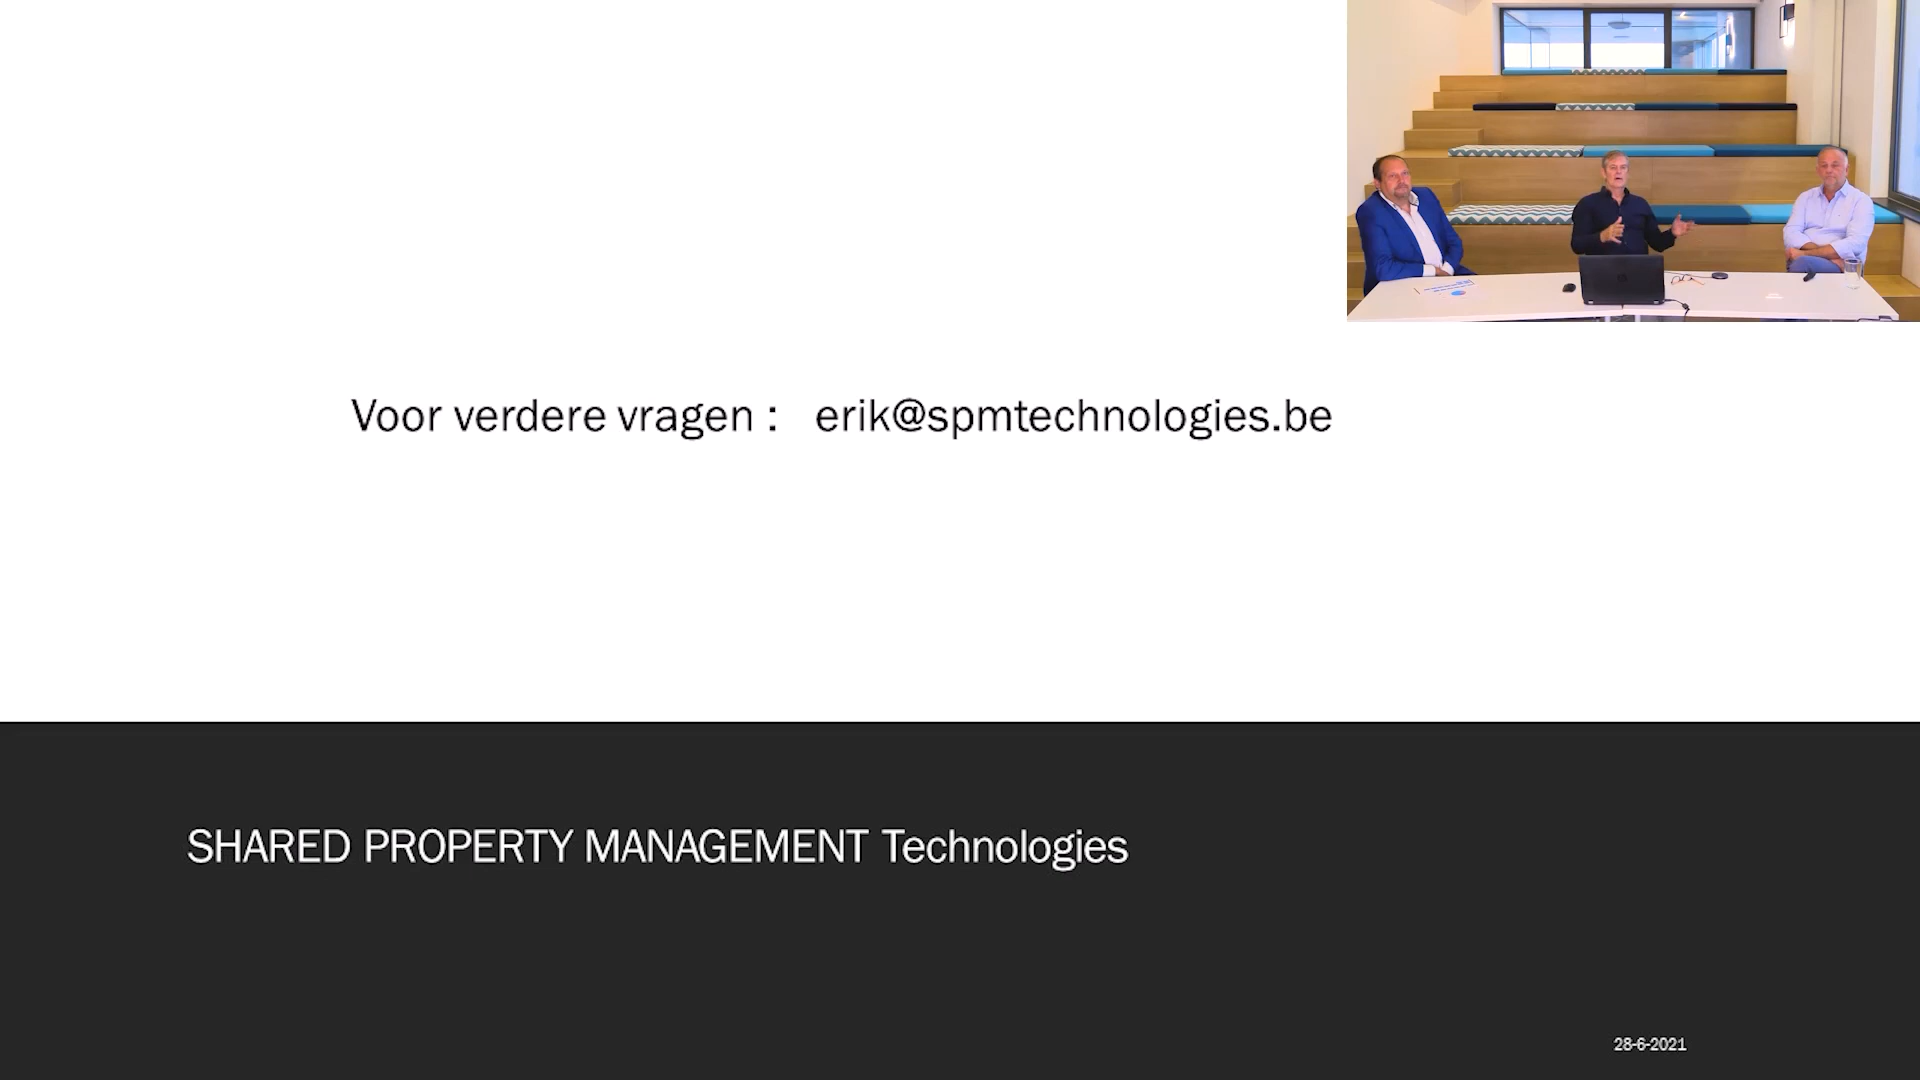 Voor verdere vragen : erik@spmtechnologies.be
SHARED PROPERTY MANAGEMENT Technologies
28-6-2021